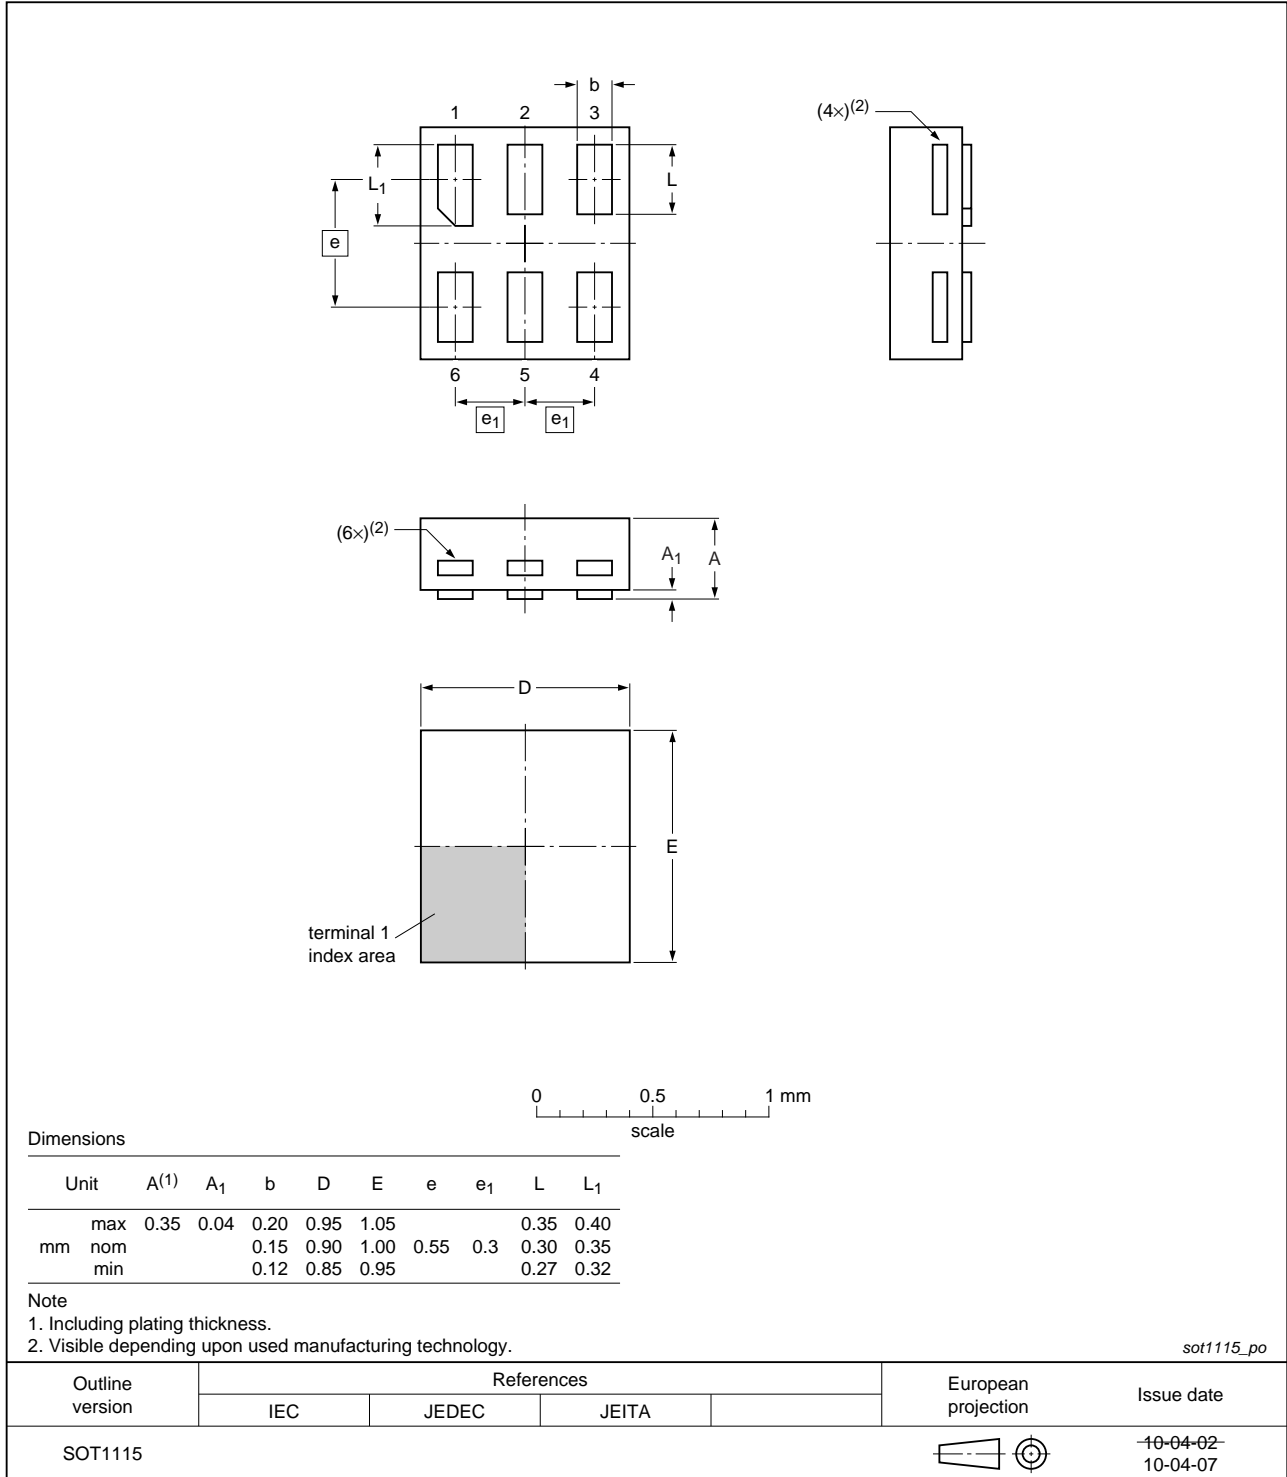 b
1 2 3
(4×)(2)
L1
L
e
6 5 4
e1 e1
(6×)(2)
A1 A
D
E
terminal 1
index area
0 0.5 1 mm
scale
Dimensions
Unit A(1) A1 b D E e e1 L L1
max 0.35 0.04 0.20 0.95 1.05 0.35 0.40
mm nom 0.15 0.90 1.00 0.55 0.3 0.30 0.35
min 0.12 0.85 0.95 0.27 0.32
Note
1. Including plating thickness.
2. Visible depending upon used manufacturing technology.
sot1115_po
Outline version References European projection Issue date
IEC JEDEC JEITA
SOT1115 10-04-02
10-04-07